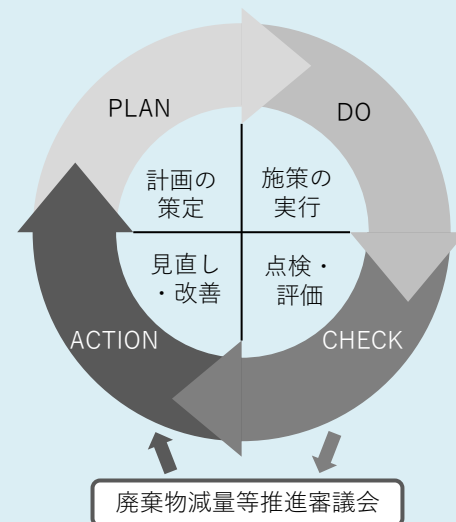 PLAN
DO
計画の
策定
施策の
実行
見直し
・改善
点検・
評価
ACTION
CHECK
廃棄物減量等推進審議会